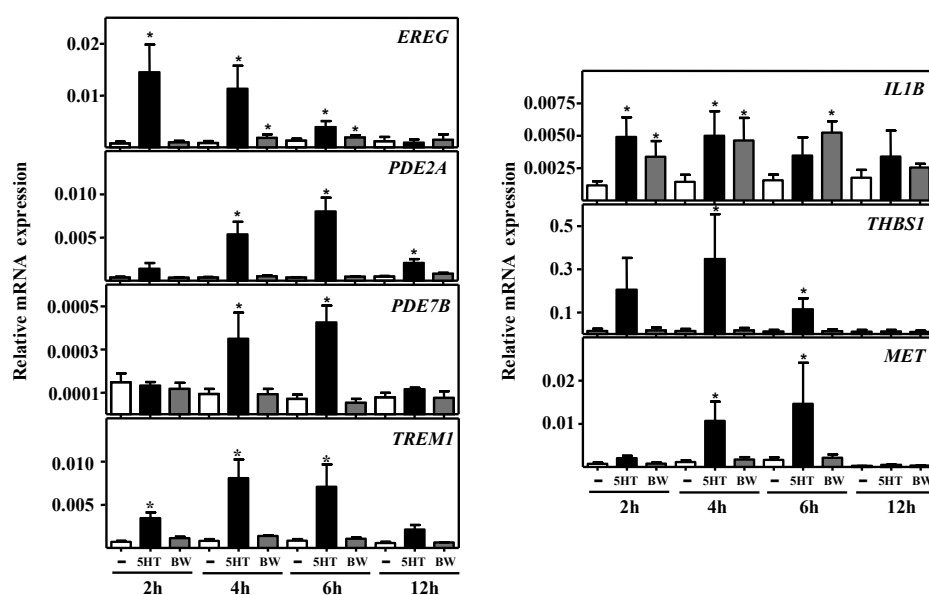 Relative mRNA expression
EREG
0.02
0.01
* * * * *
PDE2A
0.010
0.005
* * *
PDE7B
0.0005
0.0003
0.0001
* *
TREM1
0.010
0.005
* * *
– 5HT BW – 5HT BW – 5HT BW – 5HT BW
2h 4h 6h 12h
Relative mRNA expression
IL1B
0.0075
0.0050
0.0025
* * * * *
THBS1
0.5
0.3
0.1
* *
MET
0.02
0.01
* *
– 5HT BW – 5HT BW – 5HT BW – 5HT BW
2h 4h 6h 12h